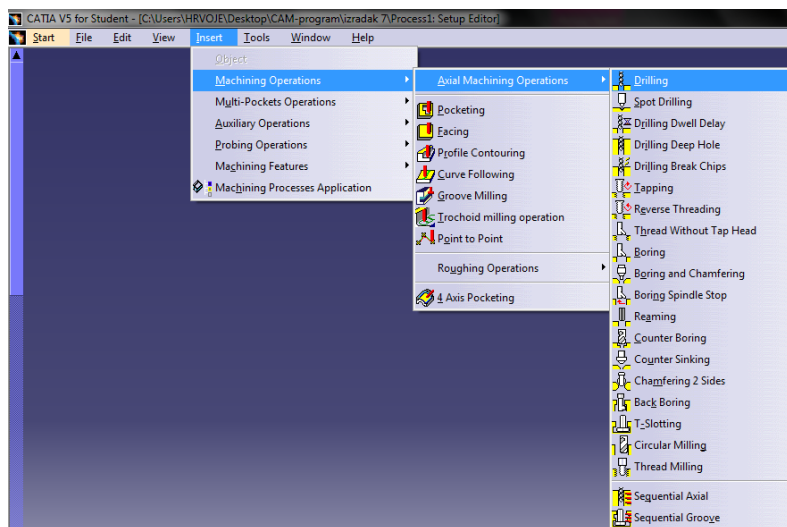 CATIA V5 for Student - [C:\Users\HRVOJE\Desktop\CAM-program\izradak 7\Process1: Setup Editor]
Start File Edit View Insert Tools Window Help
Object
Machining Operations
Multi-Pockets Operations
Auxiliary Operations
Probing Operations
Machining Features
Machining Processes Application
Axial Machining Operations
Pocketing
Facing
Profile Contouring
Curve Following
Groove Milling
Trochoid milling operation
Point to Point
Roughing Operations
4 Axis Pocketing
Drilling
Spot Drilling
Drilling Dwell Delay
Drilling Deep Hole
Drilling Break Chips
Tapping
Reverse Threading
Thread Without Tap Head
Boring
Boring and Chamfering
Boring Spindle Stop
Reaming
Counter Boring
Counter Sinking
Chamfering 2 Sides
Back Boring
T-Slotting
Circular Milling
Thread Milling
Sequential Axial
Sequential Groove